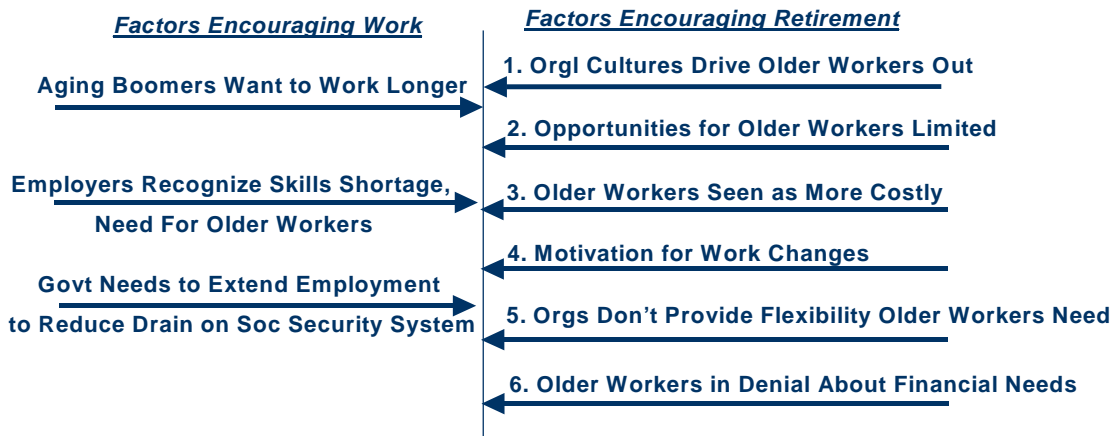 Factors Encouraging Work
Aging Boomers Want to Work Longer
Employers Recognize Skills Shortage,
Need For Older Workers
Govt Needs to Extend Employment
to Reduce Drain on Soc Security System
Factors Encouraging Retirement
1. Orgl Cultures Drive Older Workers Out
2. Opportunities for Older Workers Limited
3. Older Workers Seen as More Costly
4. Motivation for Work Changes
5. Orgs Don’t Provide Flexibility Older Workers Need
6. Older Workers in Denial About Financial Needs